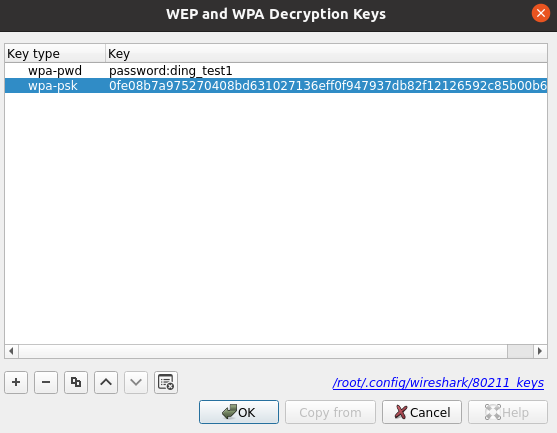 WEP and WPA Decryption Keys
Key type Key
wpa-pwd password:ding_test1
wpa-psk 0fe08b7a975270408bd631027136eff0f947937db82f12126592c85b00b6
/root/.config/wireshark/80211_keys
OK Copy from Cancel Help